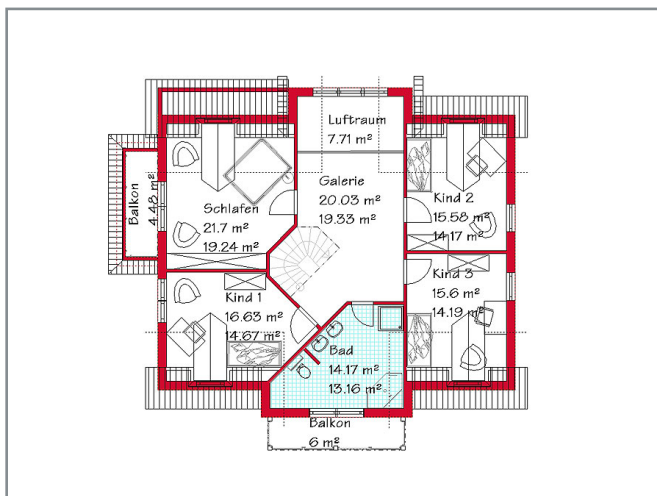 Luftraum
7.71 m²
Galerie
20.03 m²
19.33 m²
Schlafen
21.7 m²
19.24 m²
Balkon
4.48 m²
Kind 2
15.58 m²
14.17 m²
Kind 1
16.63 m²
14.67 m²
Kind 3
15.6 m²
14.19 m²
Bad
14.17 m²
13.16 m²
Balkon
6 m²